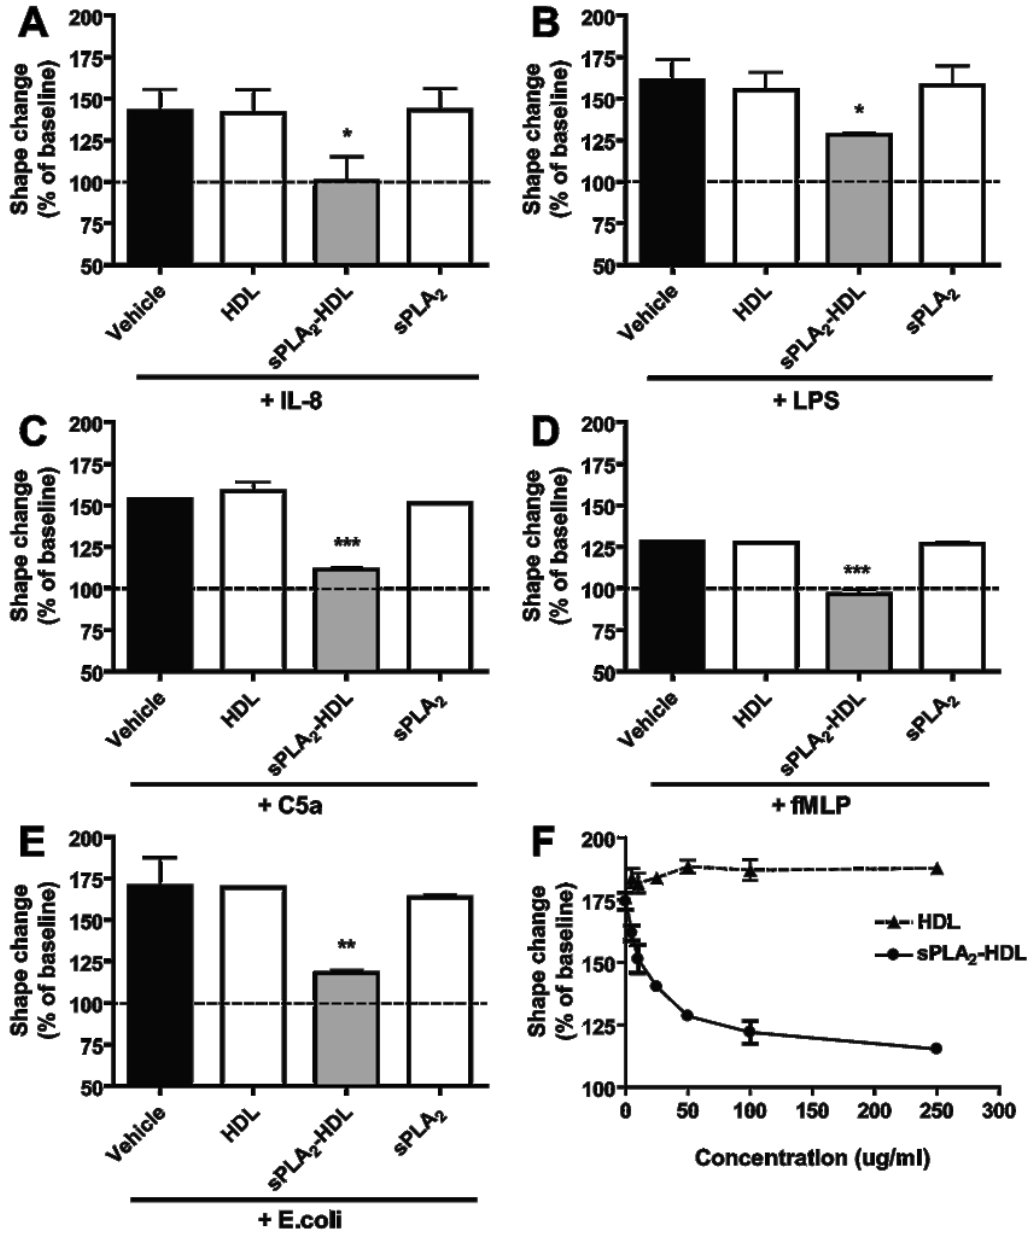 A
Shape change
(% of baseline)
200
175
150
125
100
75
50
*
Vehicle
HDL
sPLA₂-HDL
sPLA₂
+ IL-8
B
Shape change
(% of baseline)
200
175
150
125
100
75
50
*
Vehicle
HDL
sPLA₂-HDL
sPLA₂
+ LPS
C
Shape change
(% of baseline)
200
175
150
125
100
75
50
***
Vehicle
HDL
sPLA₂-HDL
sPLA₂
+ C5a
D
Shape change
(% of baseline)
200
175
150
125
100
75
50
***
Vehicle
HDL
sPLA₂-HDL
sPLA₂
+ fMLP
E
Shape change
(% of baseline)
200
175
150
125
100
75
50
**
Vehicle
HDL
sPLA₂-HDL
sPLA₂
+ E.coli
F
Shape change
(% of baseline)
200
175
150
125
100
HDL
sPLA₂-HDL
0 50 100 150 200 250 300
Concentration (ug/ml)